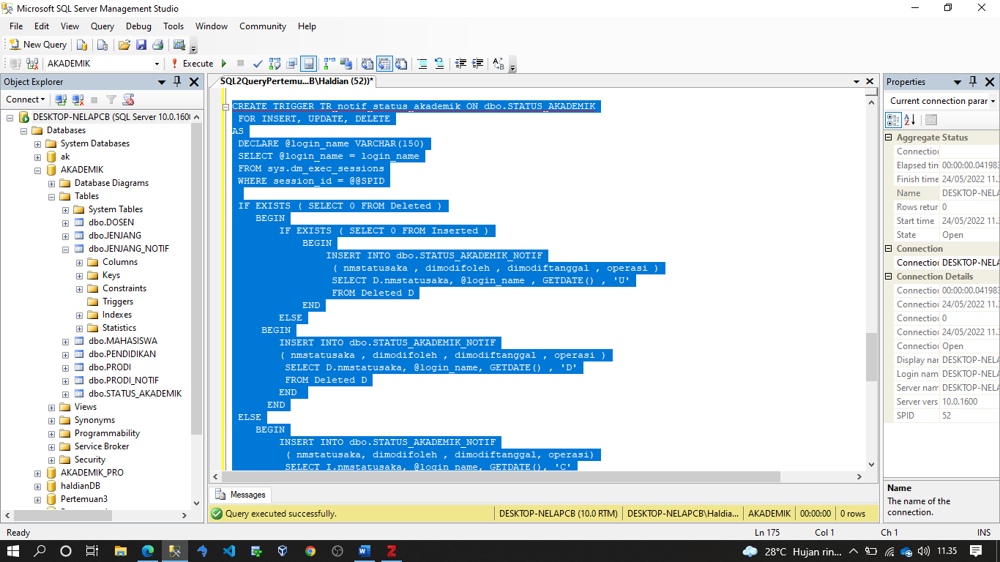 Microsoft SQL Server Management Studio
File Edit View Query Debug Tools Window Community Help
New Query
AKADEMIK Execute
Object Explorer
Connect
DESKTOP-NELAPCB (SQL Server 10.0.1600
Databases
System Databases
ak
AKADEMIK
Database Diagrams
Tables
System Tables
dbo.DOSEN
dbo.JENJANG
dbo.JENJANG_NOTIF
Columns
Keys
Constraints
Triggers
Indexes
Statistics
dbo.MAHASISWA
dbo.PENDIDIKAN
dbo.PRODI
dbo.PRODI_NOTIF
dbo.STATUS_AKADEMIK
Views
Synonyms
Programmability
Service Broker
Security
AKADEMIK_PRO
haldianDB
Pertemuan3
SQL2QueryPertemu...B\Haldian (52))*
CREATE TRIGGER TR_notif_status_akademik ON dbo.STATUS_AKADEMIK
FOR INSERT, UPDATE, DELETE
AS
DECLARE @login_name VARCHAR(150)
SELECT @login_name = login_name
FROM sys.dm_exec_sessions
WHERE session_id = @@SPID
IF EXISTS ( SELECT 0 FROM Deleted )
BEGIN
IF EXISTS ( SELECT 0 FROM Inserted )
BEGIN
INSERT INTO dbo.STATUS_AKADEMIK_NOTIF
( nmstatusaka , dimodifoleh , dimodiftanggal , operasi )
SELECT D.nmstatusaka, @login_name , GETDATE() , 'U'
FROM Deleted D
END
ELSE
BEGIN
INSERT INTO dbo.STATUS_AKADEMIK_NOTIF
( nmstatusaka , dimodifoleh , dimodiftanggal , operasi )
SELECT D.nmstatusaka, @login_name, GETDATE() , 'D'
FROM Deleted D
END
END
ELSE
BEGIN
INSERT INTO dbo.STATUS_AKADEMIK_NOTIF
( nmstatusaka, dimodifoleh , dimodiftanggal, operasi)
SELECT I.nmstatusaka, @login_name, GETDATE(), 'C'
Messages
Query executed successfully. DESKTOP-NELAPCB (10.0 RTM) DESKTOP-NELAPCB\Haldia... AKADEMIK 00:00:00 0 rows
Properties
Current connection parar
Aggregate Status
Connection
Elapsed tim 00:00:00.041983
Finish time 24/05/2022 11.3
Name DESKTOP-NELAP
Rows retur 0
Start time 24/05/2022 11.3
State Open
Connection
Connection DESKTOP-NELAP
Connection Details
Connection 00:00:00.041983
Connection 24/05/2022 11.3
Connection 0
Connection 24/05/2022 11.3
Connection Open
Display nar DESKTOP-NELAP
Login nam DESKTOP-NELAP
Server nam DESKTOP-NELAP
Server vers 10.0.1600
SPID 52
Name
The name of the
connection.
Ready Ln 175 Col 1 Ch 1 INS
28°C Hujan rin... 11.35